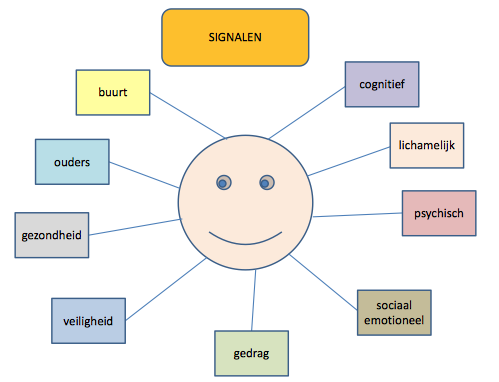 SIGNALEN
buurt
cognitief
lichamelijk
ouders
psychisch
gezondheid
sociaal
emotioneel
veiligheid
gedrag